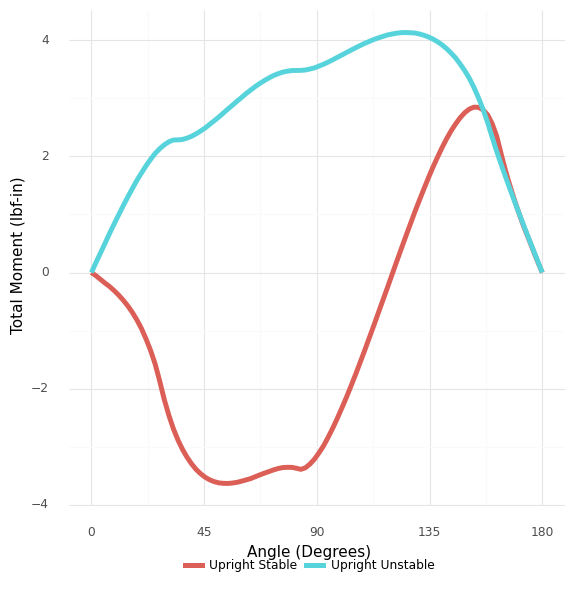 4
2
0
−2
−4
Total Moment (lbf-in)
0 45 90 135 180
Angle (Degrees)
Upright Stable Upright Unstable